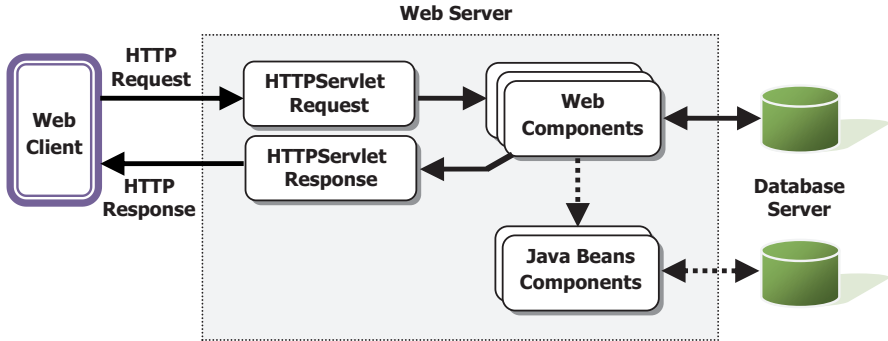 Web Server
HTTP
Request
Web
Client
HTTP
Response
HTTPServlet
Request
HTTPServlet
Response
Web
Components
Java Beans
Components
Database
Server